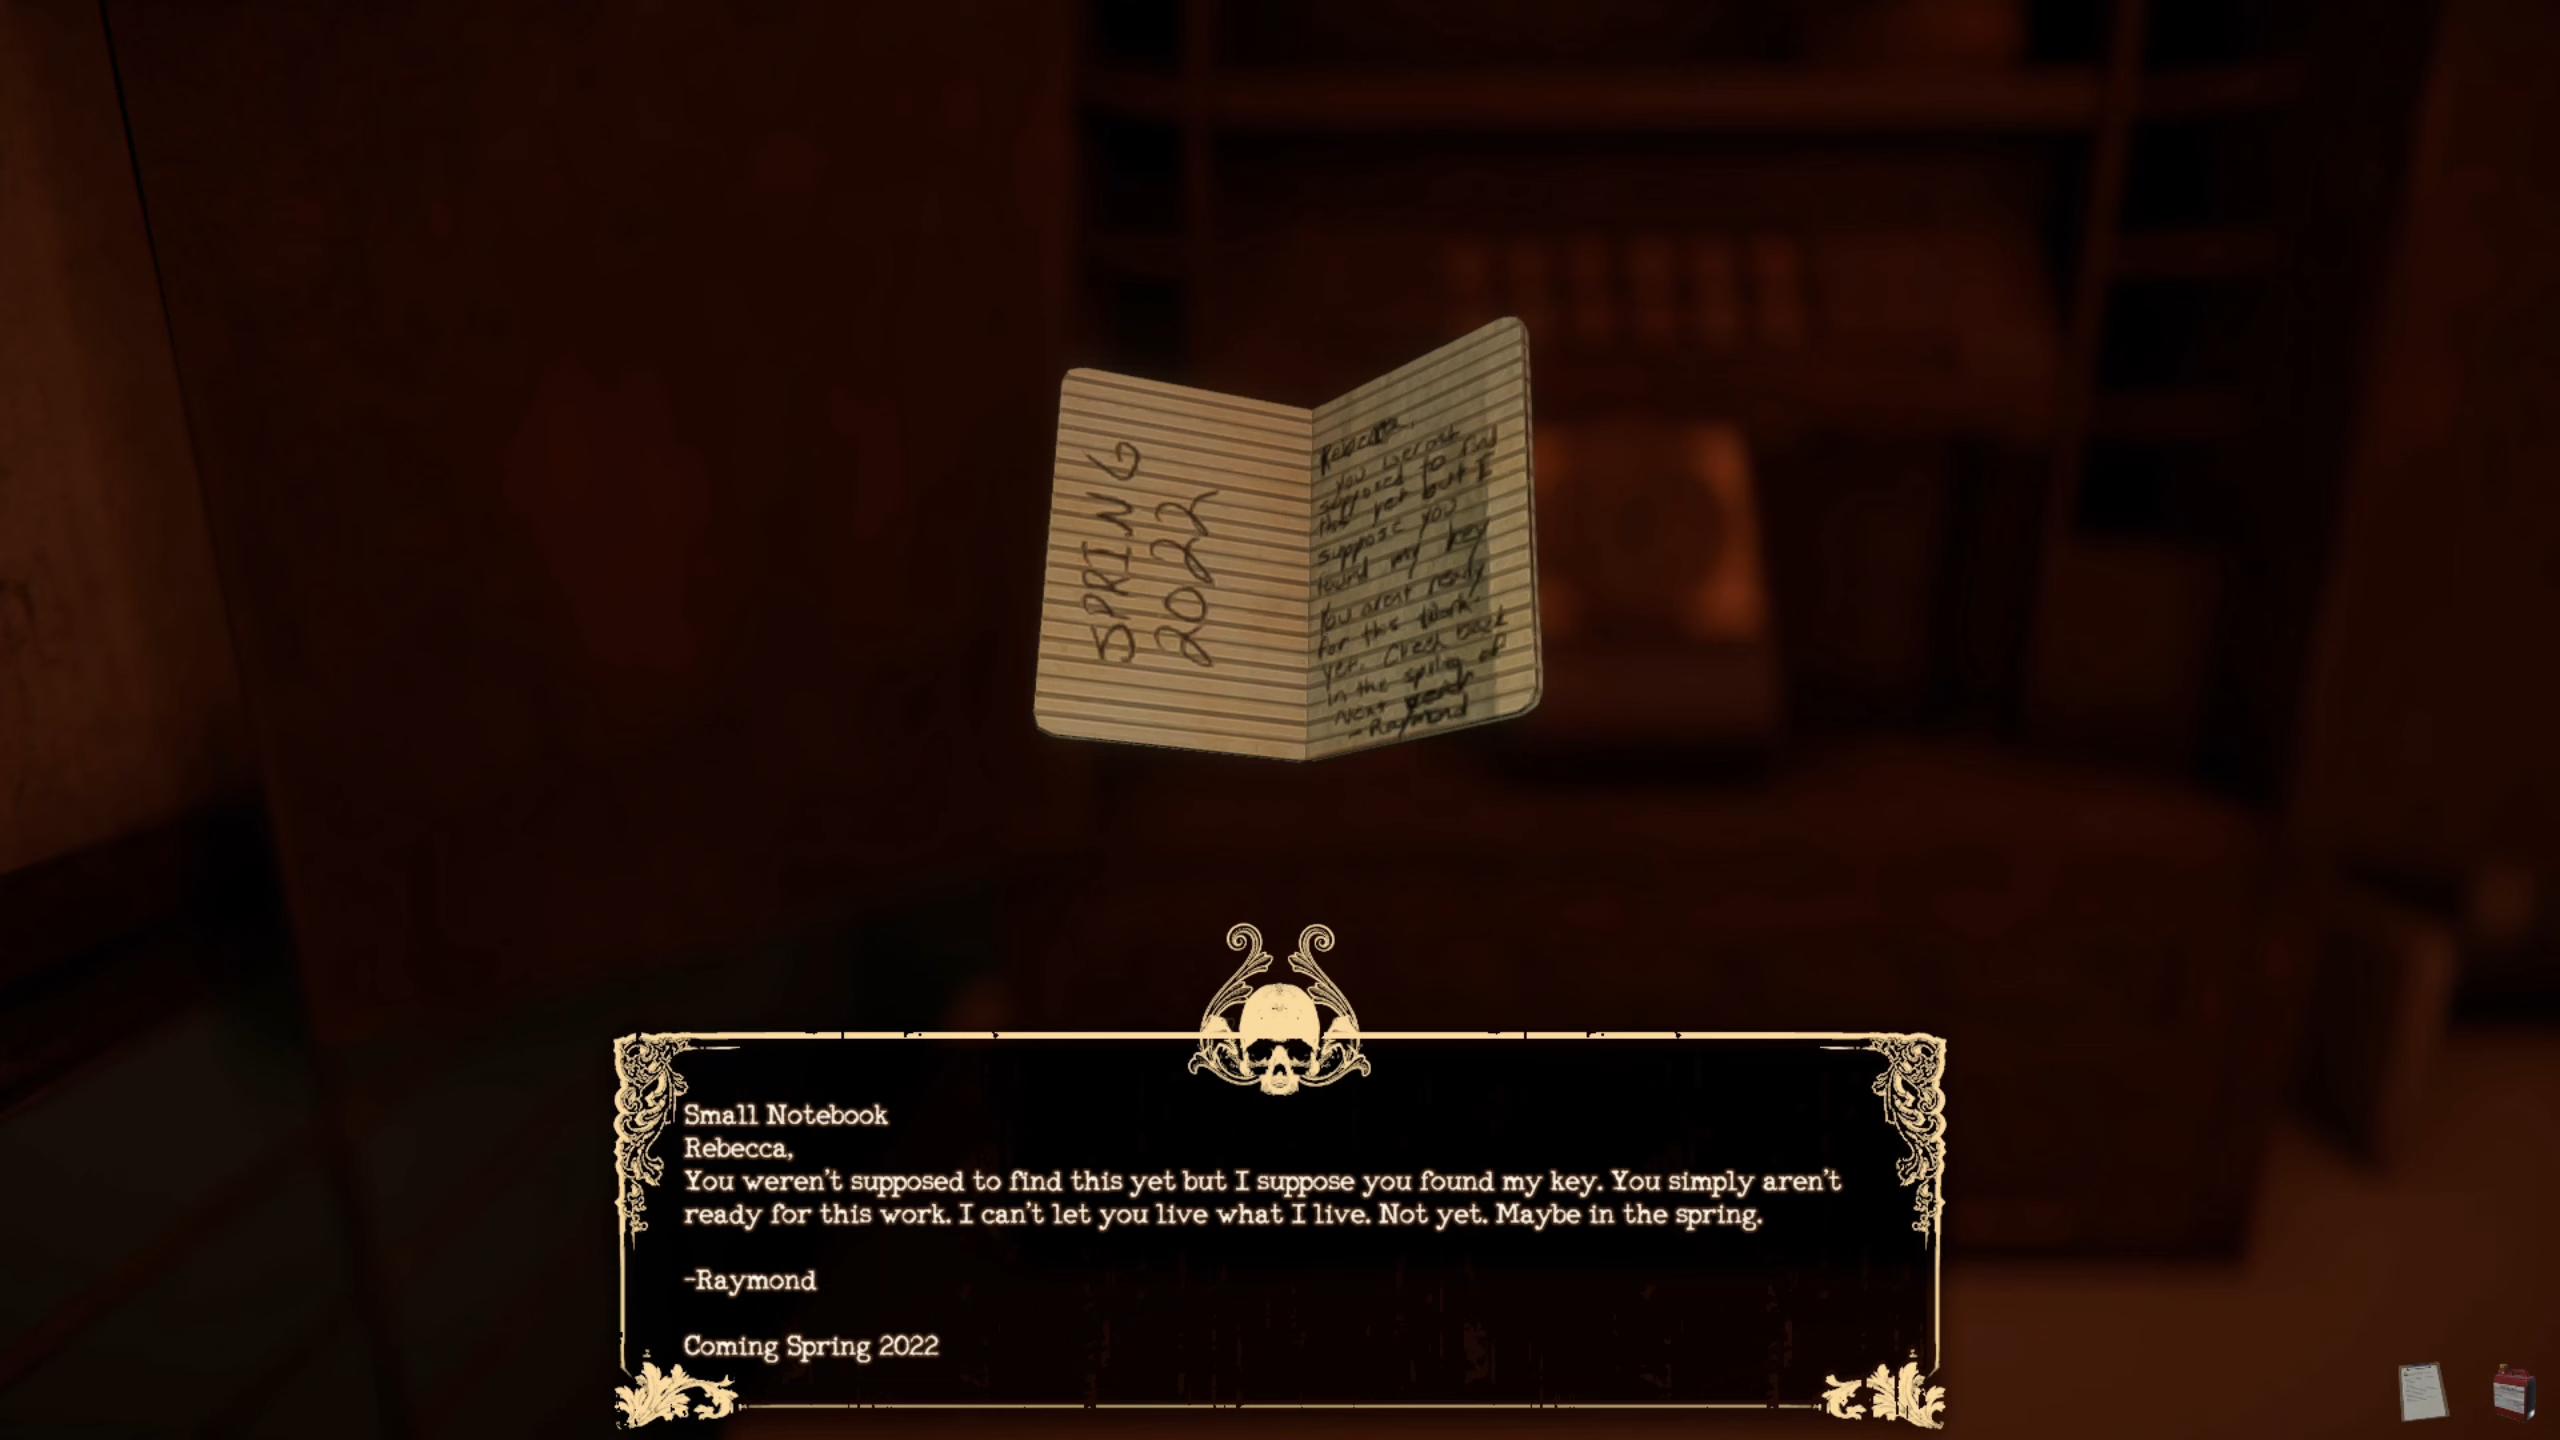 SPRING
2022
Rebecca,
You werent
supposed to find
this yet but I
suppose you
found my key
You arent ready
for this work
yet. Check back
in the spring of
next year
-Raymond
Small Notebook
Rebecca,
You weren't supposed to find this yet but I suppose you found my key. You simply aren't
ready for this work. I can't let you live what I live. Not yet. Maybe in the spring.
-Raymond
Coming Spring 2022